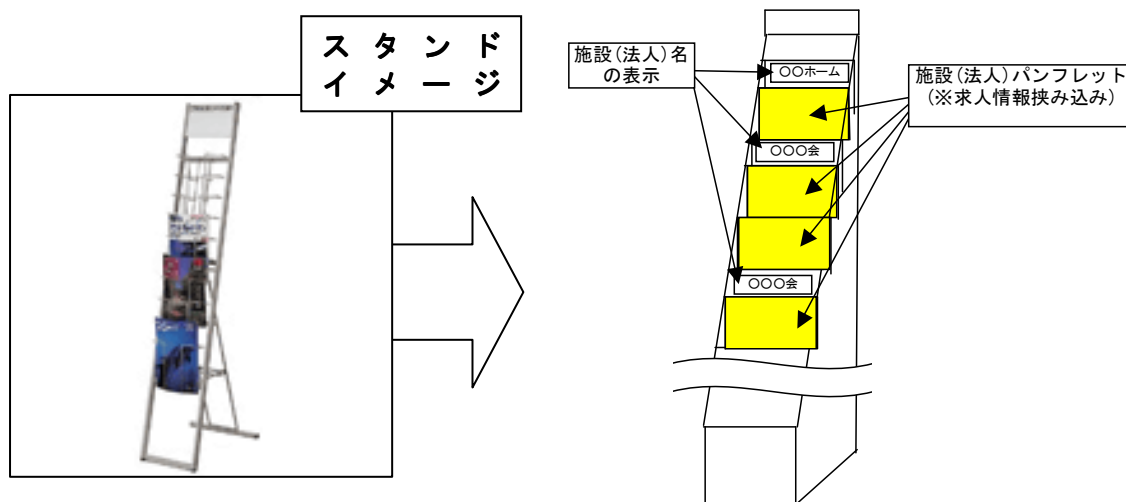 スタンド
イメージ
施設(法人)名
の表示
○○ホーム
○○○会
○○○会
施設(法人)パンフレット
(※求人情報挟み込み)